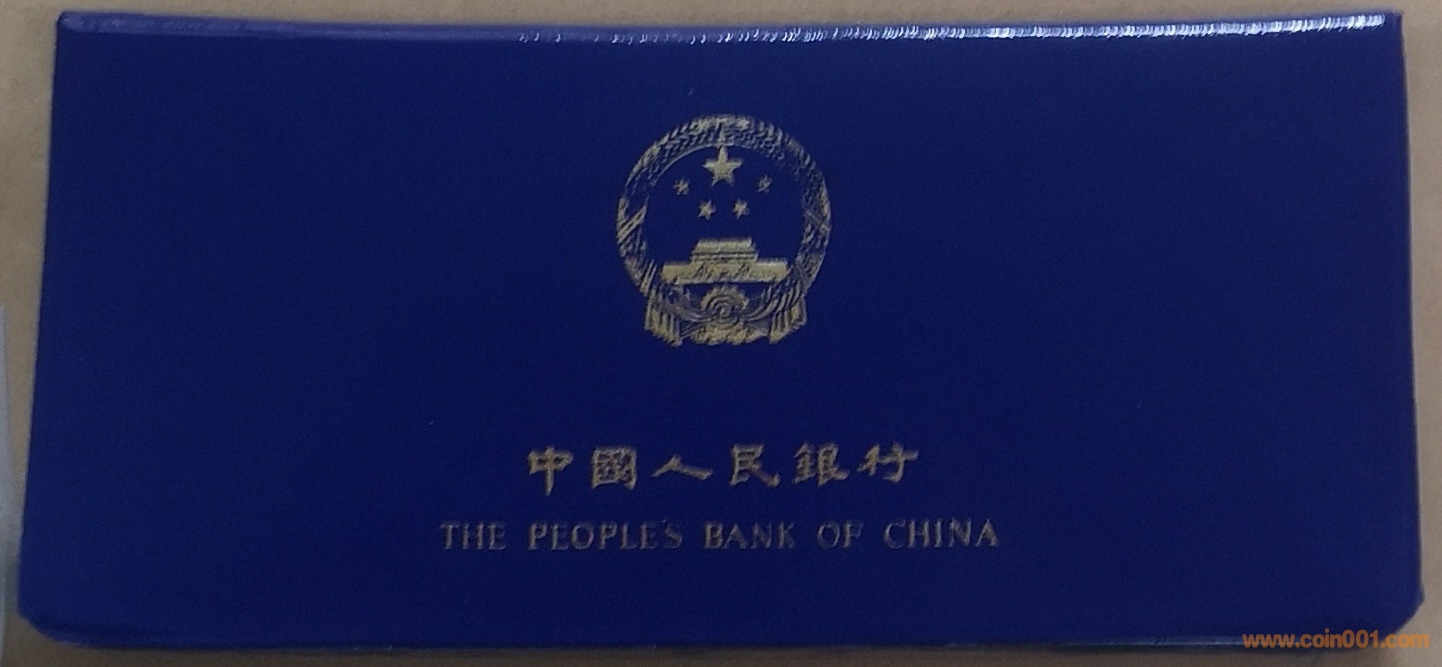 中國人民銀行
THE PEOPLE'S BANK OF CHINA
www.coin001.com